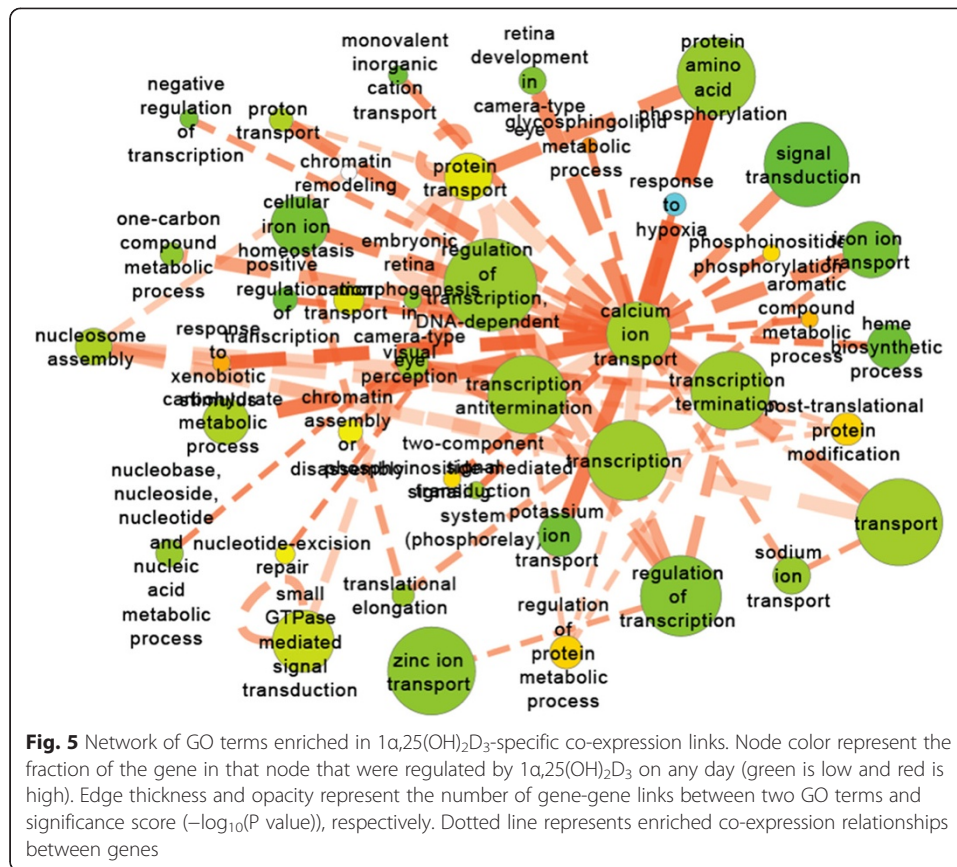 monovalent
inorganic
cation
transport
retina
development
in
camera-type
eye
protein
amino
acid
phosphorylation
negative
regulation
of
transcription
proton
transport
glycosphingolipid
metabolic
process
chromatin
remodeling
protein
transport
signal
transduction
response
to
hypoxia
one-carbon
compound
metabolic
process
cellular
iron ion
homeostasis
embryonic
retina
morphogenesis
in
camera-type
eye
regulation
of
transcription,
DNA-dependent
phosphoinositide
phosphorylation
iron ion
transport
positive
regulation
of
transcription
cation
transport
calcium
ion
transport
aromatic
compound
metabolic
process
heme
biosynthetic
process
nucleosome
assembly
response
to
xenobiotic
stimulus
visual
perception
carbohydrate
metabolic
process
chromatin
assembly
or
disassembly
transcription
antitermination
transcription
termination
post-translational
protein
modification
two-component
signal
transduction
system
(phosphorelay)
phosphoinositide-mediated
signaling
transcription
nucleobase,
nucleoside,
nucleotide
and
nucleic
acid
metabolic
process
nucleotide-excision
repair
potassium
ion
transport
transport
small
GTPase
mediated
signal
transduction
translational
elongation
regulation
of
transcription
sodium
ion
transport
zinc ion
transport
regulation
of
protein
metabolic
process
Fig. 5 Network of GO terms enriched in 1α,25(OH)₂D₃-specific co-expression links. Node color represent the
fraction of the gene in that node that were regulated by 1α,25(OH)₂D₃ on any day (green is low and red is
high). Edge thickness and opacity represent the number of gene-gene links between two GO terms and
significance score (−log₁₀(P value)), respectively. Dotted line represents enriched co-expression relationships
between genes